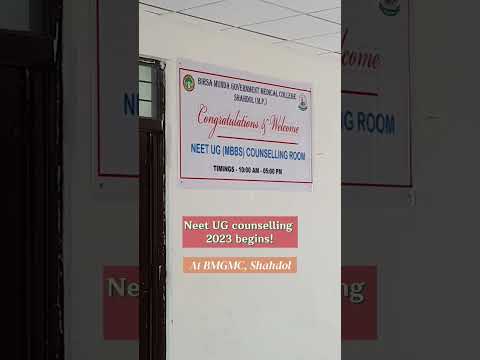 BIRSA MUNDA GOVERNMENT MEDICAL COLLEGE
SHAHDOL (M.P.)
Congratulations & Welcome
NEET UG (MBBS) COUNSELLING ROOM
TIMINGS - 10:00 AM - 05:00 PM
Neet UG counselling
2023 begins!
At BMGMC, Shahdol